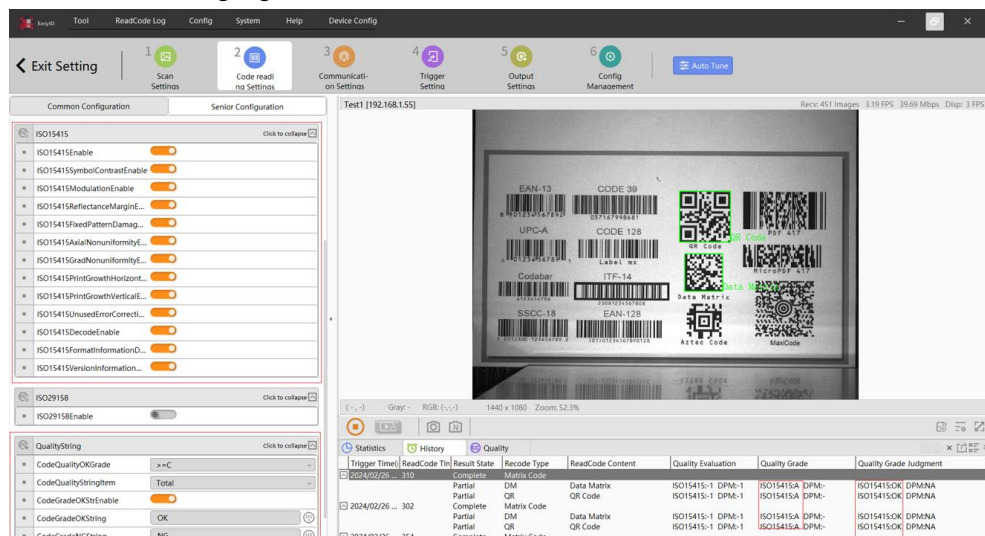 EasyID Tool ReadCode Log Config System Help Device Config
Exit Setting
1 Scan Settings
2 Code readi ng Settings
3 Communicati- on Settings
4 Trigger Setting
5 Output Settings
6 Config Management
Auto Tune
Common Configuration Senior Configuration
ISO15415 Click to collapse
ISO15415Enable
ISO15415SymbolContrastEnable
ISO15415ModulationEnable
ISO15415ReflectanceMarginE...
ISO15415FixedPatternDamag...
ISO15415AxialNonuniformityE...
ISO15415GradNonuniformityE...
ISO15415PrintGrowthHorizont...
ISO15415PrintGrowthVerticalE...
ISO15415UnusedErrorCorrecti...
ISO15415DecodeEnable
ISO15415FormatInformationD...
ISO15415VersionInformation...
ISO29158 Click to collapse
ISO29158Enable
QualityString Click to collapse
CodeQualityOKGrade >=C
CodeQualityStringItem Total
CodeGradeOKStrEnable
CodeGradeOKString OK
CodeGradeNGString NG
Test1 [192.168.1.55] Recv: 451 Images 3.19 FPS 39.69 Mbps Disp: 3 FPS
EAN-13 CODE 39
UPC-A CODE 128
Label mx
Codabar ITF-14
SSCC-18 EAN-128
QR Code QR Code PDF 417
MicroPDF 417
Data Matrix Data Matrix
Aztec Code MaxiCode
(-,-) Gray: - RGB: (-,-,-) 1440 x 1080 Zoom: 52.3%
Statistics History Quality
Trigger Time( ReadCode Tin Result State Recode Type ReadCode Content Quality Evaluation Quality Grade Quality Grade Judgment
2024/02/26 ... 310 Complete Matrix Code
Partial DM Data Matrix ISO15415:-1 DPM:-1 ISO15415:A DPM:- ISO15415:OK DPM:NA
Partial QR QR Code ISO15415:-1 DPM:-1 ISO15415:A DPM:- ISO15415:OK DPM:NA
2024/02/26 ... 302 Complete Matrix Code
Partial DM Data Matrix ISO15415:-1 DPM:-1 ISO15415:A DPM:- ISO15415:OK DPM:NA
Partial QR QR Code ISO15415:-1 DPM:-1 ISO15415:A DPM:- ISO15415:OK DPM:NA
2024/02/26 ... 354 Complete Matrix Code